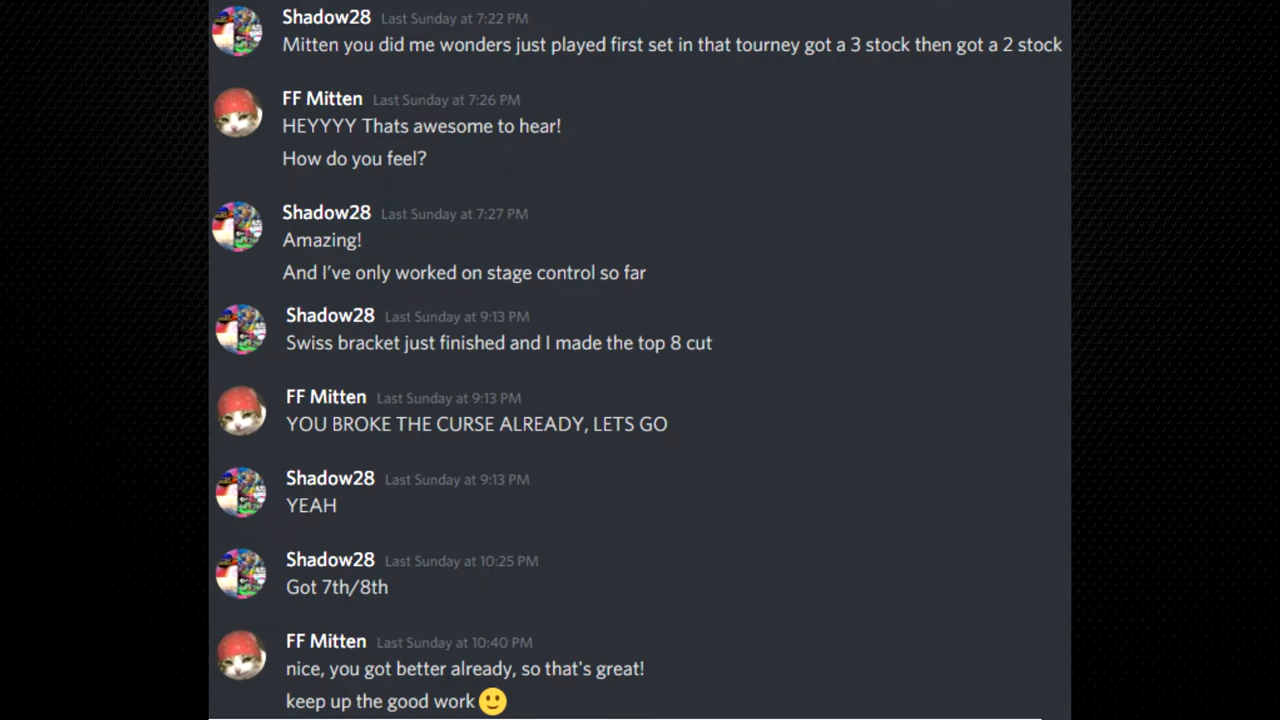 Shadow28 Last Sunday at 7:22 PM
Mitten you did me wonders just played first set in that tourney got a 3 stock then got a 2 stock
FF Mitten Last Sunday at 7:26 PM
HEYYYY Thats awesome to hear!
How do you feel?
Shadow28 Last Sunday at 7:27 PM
Amazing!
And I've only worked on stage control so far
Shadow28 Last Sunday at 9:13 PM
Swiss bracket just finished and I made the top 8 cut
FF Mitten Last Sunday at 9:13 PM
YOU BROKE THE CURSE ALREADY, LETS GO
Shadow28 Last Sunday at 9:13 PM
YEAH
Shadow28 Last Sunday at 10:25 PM
Got 7th/8th
FF Mitten Last Sunday at 10:40 PM
nice, you got better already, so that's great!
keep up the good work 🙂